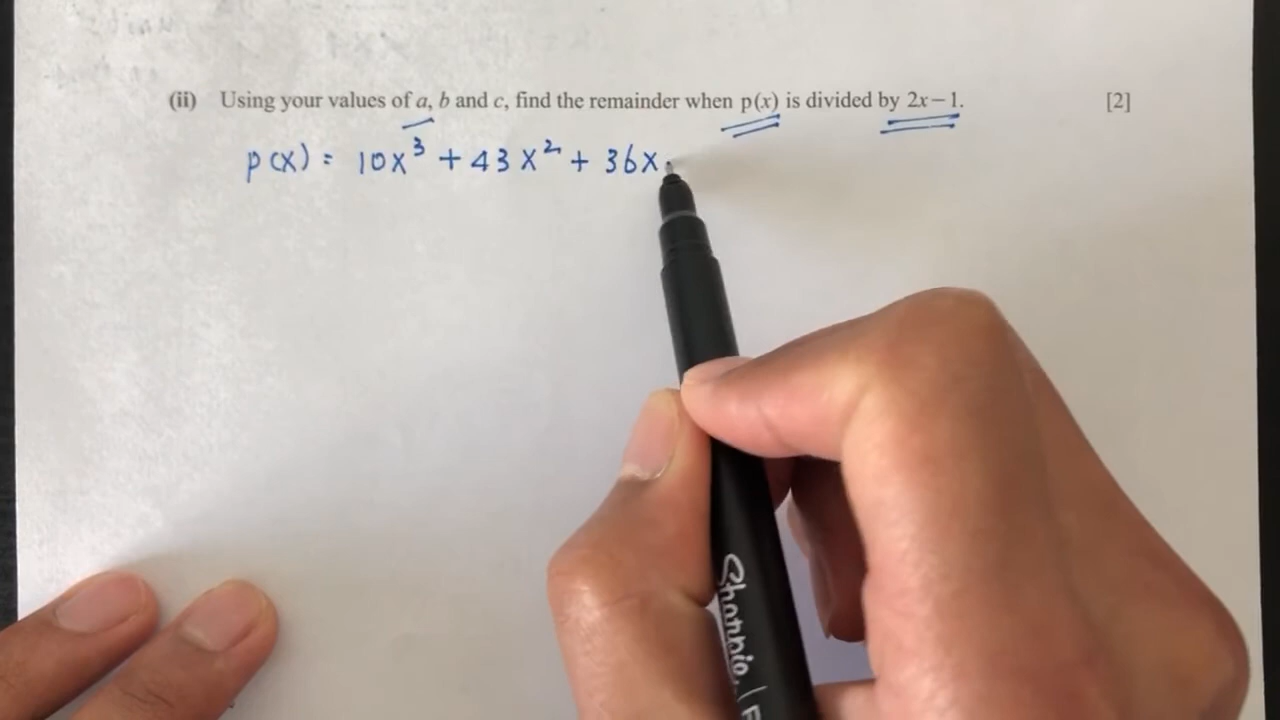 (ii) Using your values of a, b and c, find the remainder when p(x) is divided by 2x−1. [2]
p(x) = 10x³ + 43x² + 36x
Sharpie